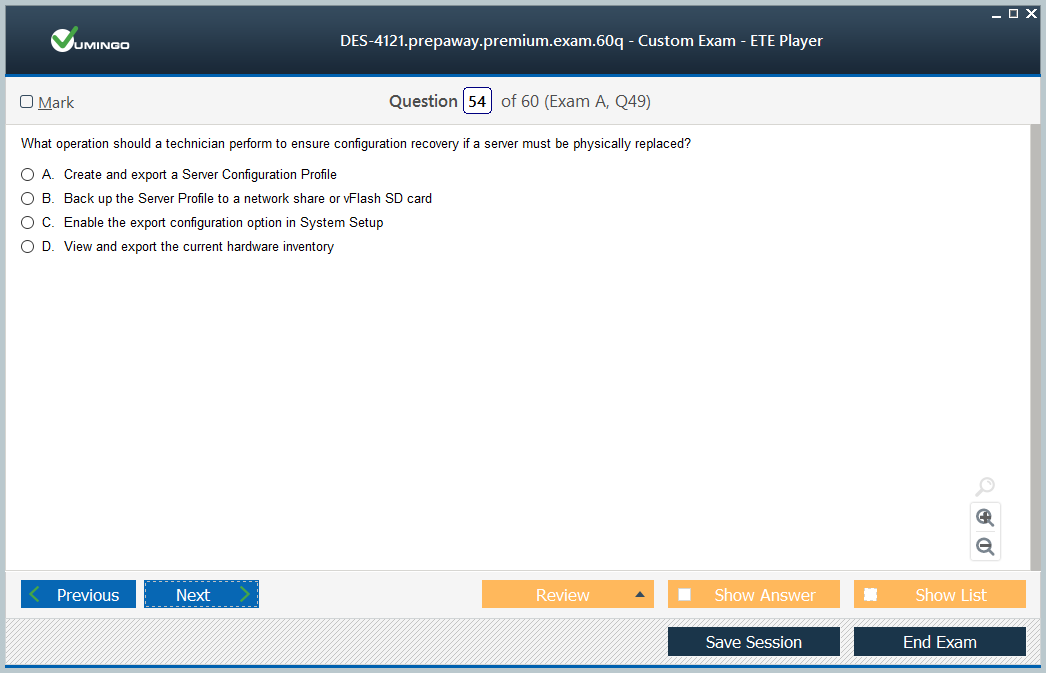 VUMINGO
DES-4121.prepaway.premium.exam.60q - Custom Exam - ETE Player
Mark
Question 54 of 60 (Exam A, Q49)
What operation should a technician perform to ensure configuration recovery if a server must be physically replaced?
A. Create and export a Server Configuration Profile
B. Back up the Server Profile to a network share or vFlash SD card
C. Enable the export configuration option in System Setup
D. View and export the current hardware inventory
Previous Next Review Show Answer Show List
Save Session End Exam